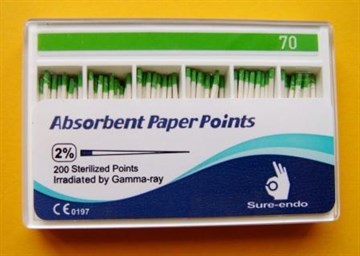 70
Absorbent Paper Points
2%
200 Sterilized Points
Irradiated by Gamma-ray
CE 0197
Sure-endo